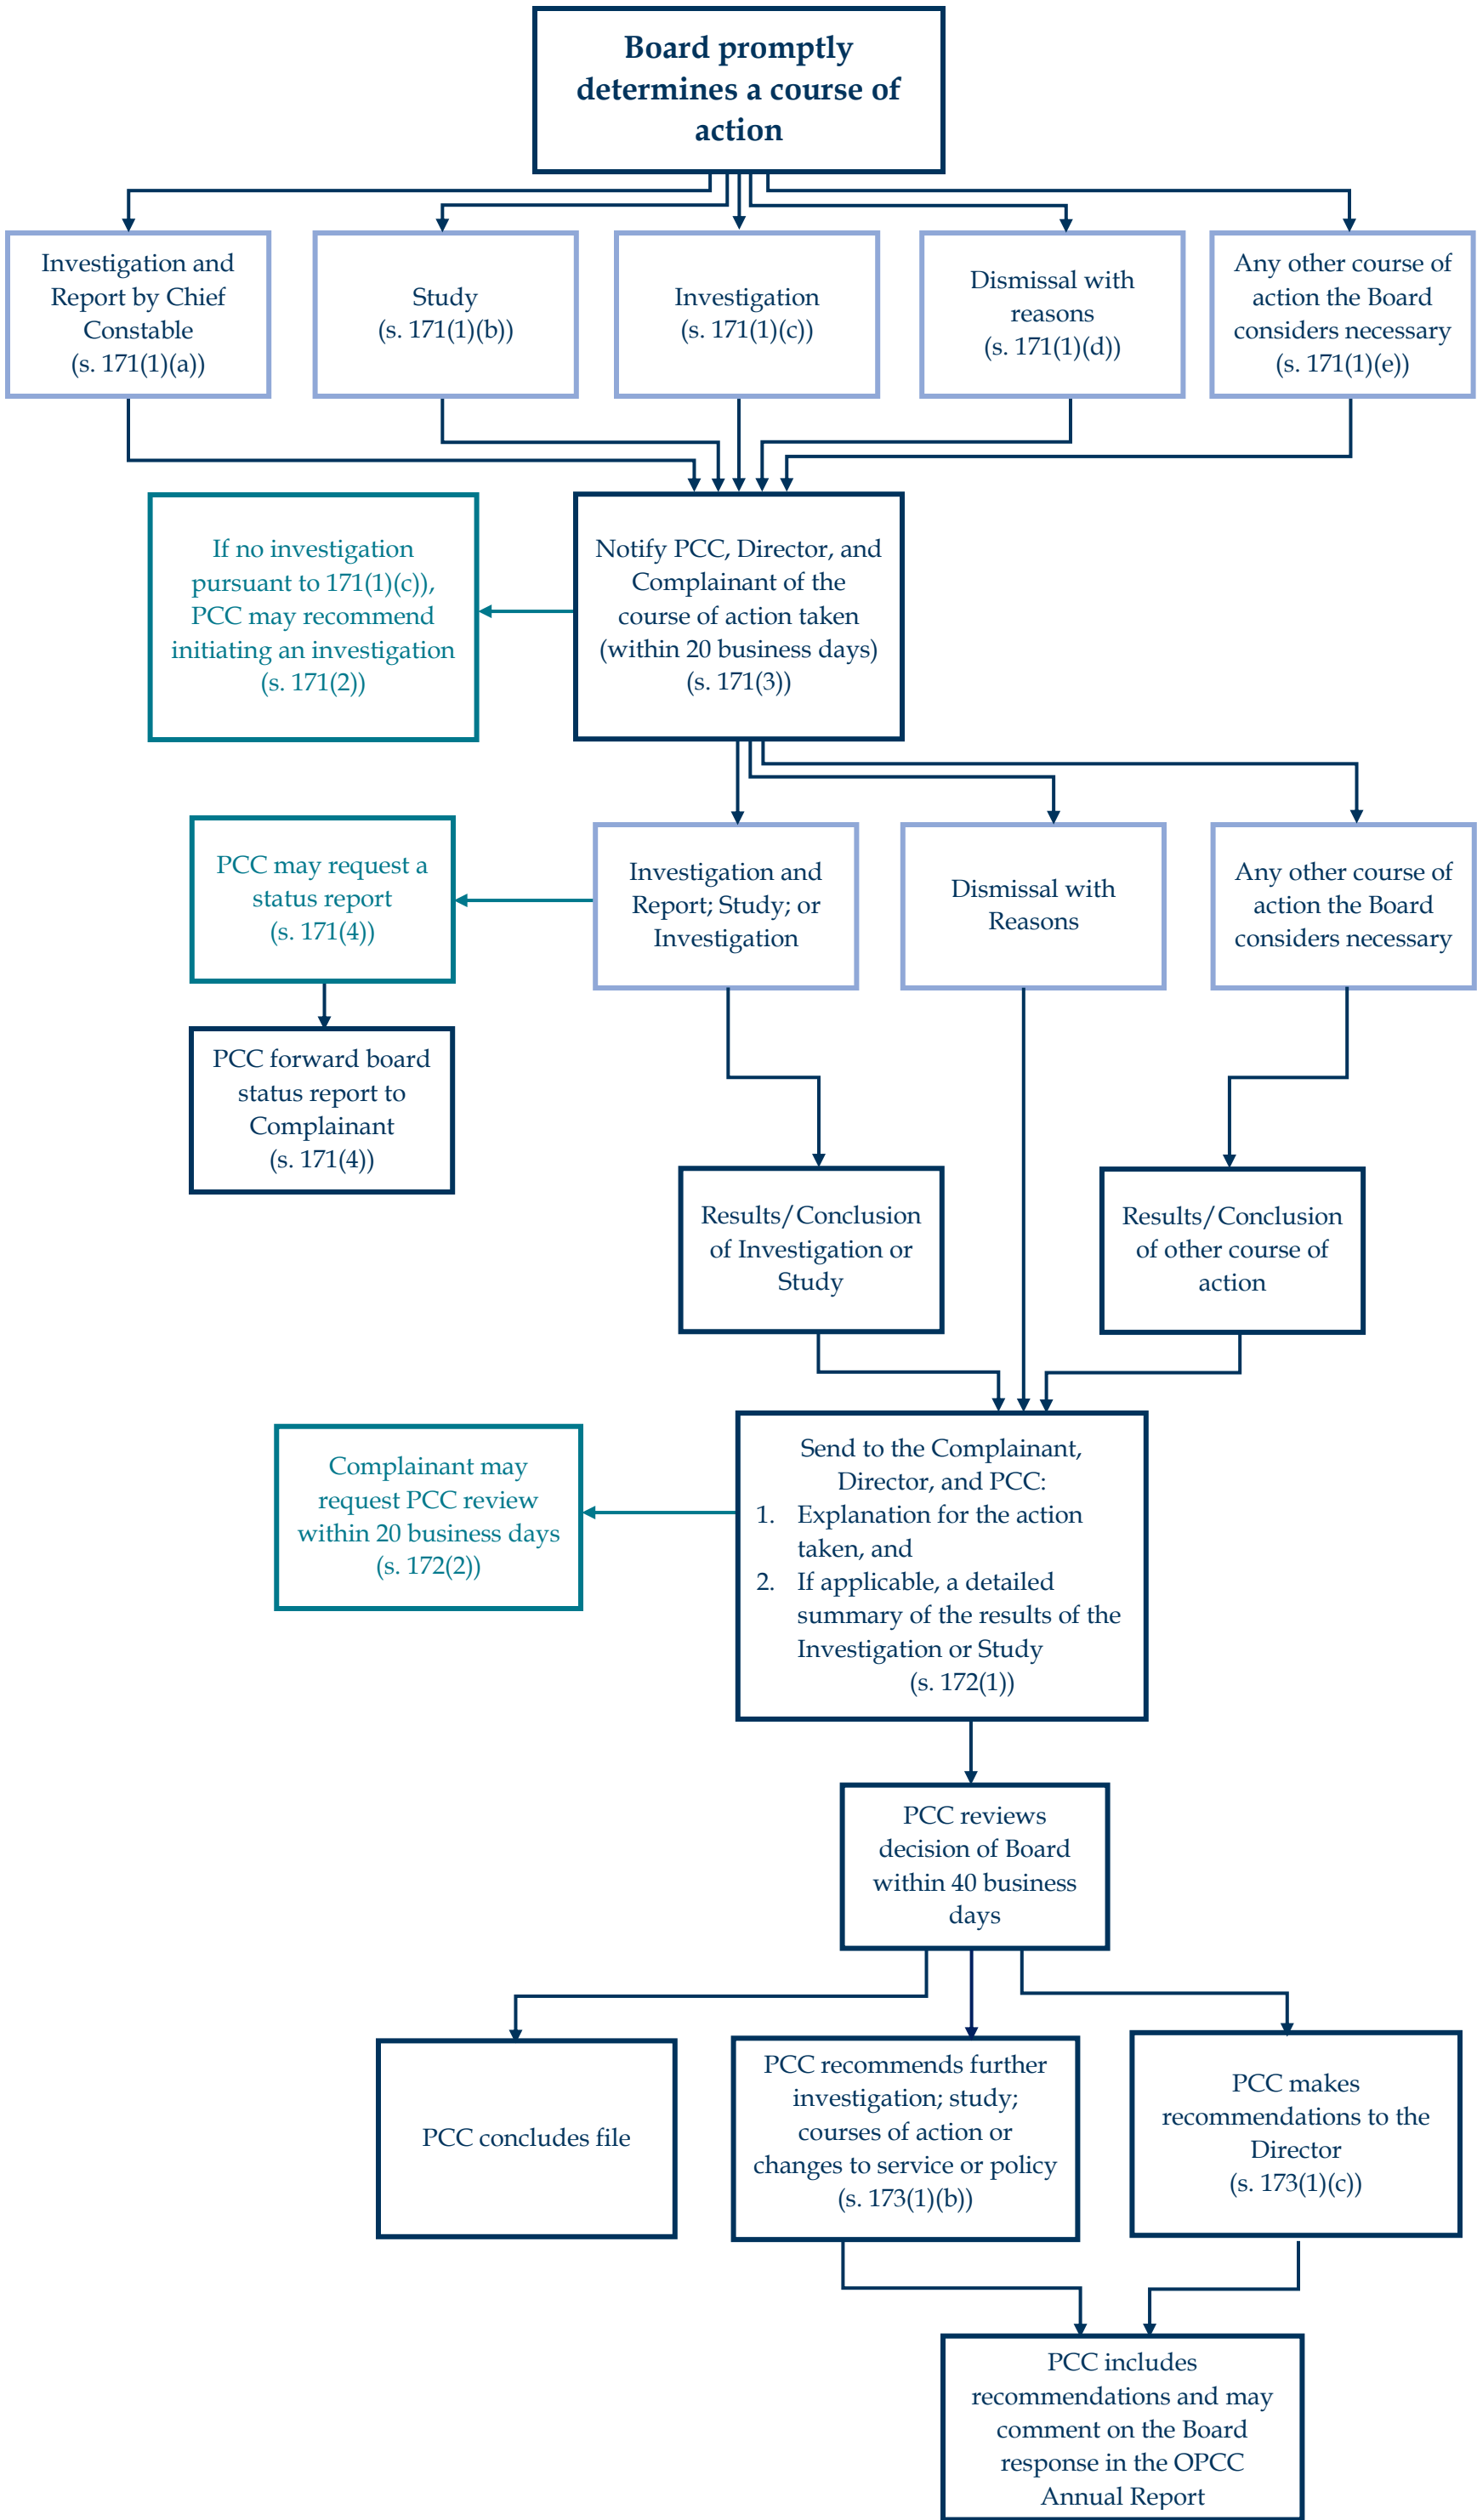 Board promptly
determines a course of
action
Investigation and
Report by Chief
Constable
(s. 171(1)(a))
Study
(s. 171(1)(b))
Investigation
(s. 171(1)(c))
Dismissal with
reasons
(s. 171(1)(d))
Any other course of
action the Board
considers necessary
(s. 171(1)(e))
If no investigation
pursuant to 171(1)(c)),
PCC may recommend
initiating an investigation
(s. 171(2))
Notify PCC, Director, and
Complainant of the
course of action taken
(within 20 business days)
(s. 171(3))
PCC may request a
status report
(s. 171(4))
Investigation and
Report; Study; or
Investigation
Dismissal with
Reasons
Any other course of
action the Board
considers necessary
PCC forward board
status report to
Complainant
(s. 171(4))
Results/Conclusion
of Investigation or
Study
Results/Conclusion
of other course of
action
Complainant may
request PCC review
within 20 business days
(s. 172(2))
Send to the Complainant,
Director, and PCC:
1. Explanation for the action
taken, and
2. If applicable, a detailed
summary of the results of the
Investigation or Study
(s. 172(1))
PCC reviews
decision of Board
within 40 business
days
PCC concludes file
PCC recommends further
investigation; study;
courses of action or
changes to service or policy
(s. 173(1)(b))
PCC makes
recommendations to the
Director
(s. 173(1)(c))
PCC includes
recommendations and may
comment on the Board
response in the OPCC
Annual Report